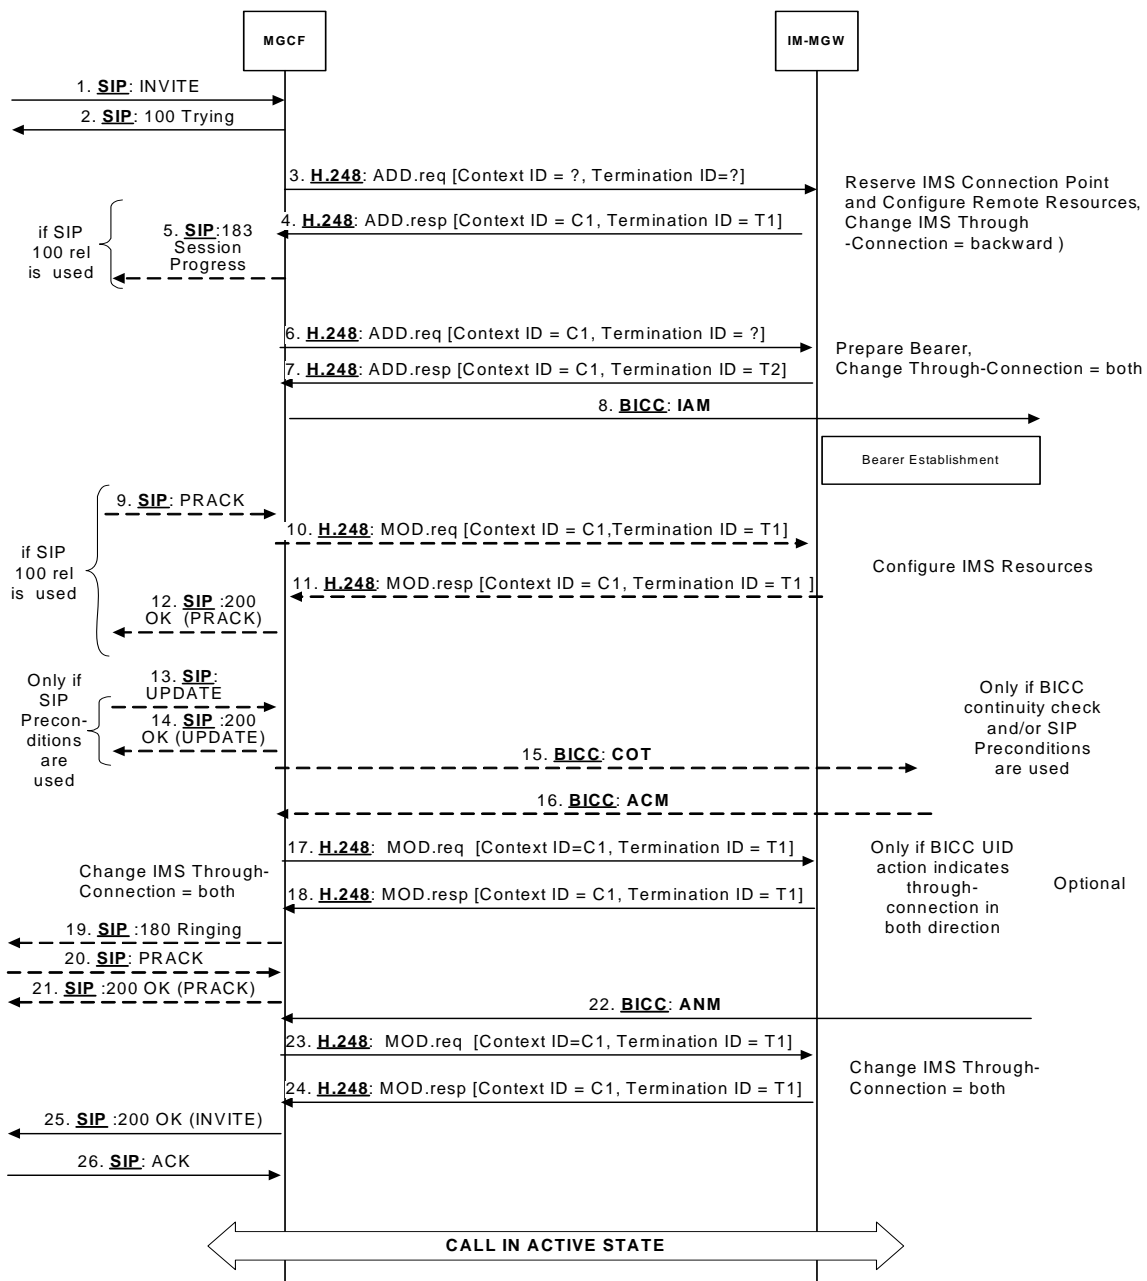 MGCF
IM-MGW
1. SIP: INVITE
2. SIP: 100 Trying
3. H.248: ADD.req [Context ID = ?, Termination ID=?]
Reserve IMS Connection Point
and Configure Remote Resources,
Change IMS Through
-Connection = backward )
4. H.248: ADD.resp [Context ID = C1, Termination ID = T1]
if SIP
100 rel
is used
5. SIP:183
Session
Progress
6. H.248: ADD.req [Context ID = C1, Termination ID = ?]
Prepare Bearer,
Change Through-Connection = both
7. H.248: ADD.resp [Context ID = C1, Termination ID = T2]
8. BICC: IAM
Bearer Establishment
9. SIP: PRACK
10. H.248: MOD.req [Context ID = C1,Termination ID = T1]
if SIP
100 rel
is used
Configure IMS Resources
11. H.248: MOD.resp [Context ID = C1, Termination ID = T1 ]
12. SIP :200
OK (PRACK)
Only if
SIP
Precon-
ditions
are
used
13. SIP:
UPDATE
14. SIP :200
OK (UPDATE)
Only if BICC
continuity check
and/or SIP
Preconditions
are used
15. BICC: COT
16. BICC: ACM
17. H.248: MOD.req [Context ID=C1, Termination ID = T1]
Change IMS Through-
Connection = both
Only if BICC UID
action indicates
through-
connection in
both direction
Optional
18. H.248: MOD.resp [Context ID = C1, Termination ID = T1]
19. SIP :180 Ringing
20. SIP: PRACK
21. SIP :200 OK (PRACK)
22. BICC: ANM
23. H.248: MOD.req [Context ID=C1, Termination ID = T1]
Change IMS Through-
Connection = both
24. H.248: MOD.resp [Context ID = C1, Termination ID = T1]
25. SIP :200 OK (INVITE)
26. SIP: ACK
CALL IN ACTIVE STATE